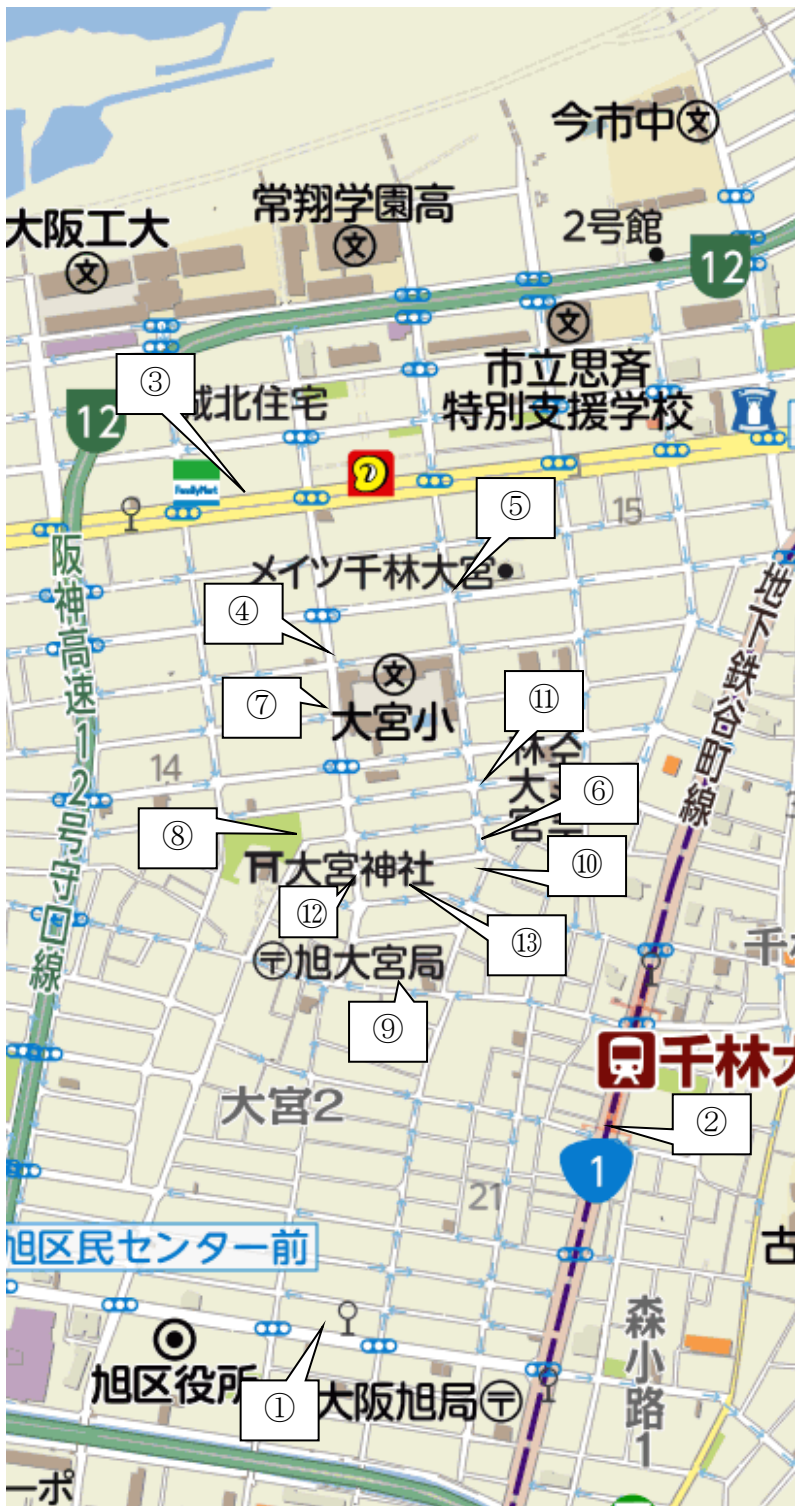 今市中
常翔学園高
大阪工大
2号館
12
市立思斉
特別支援学校
③
城北住宅
12
FamilyMart
⑤
15
メイツ千林大宮
阪神高速12号守口線
地下鉄谷町線
④
⑦
大宮小
⑪
14
⑥
⑧
大宮神社
⑩
⑫
⑬
旭大宮局
⑨
千林大
大宮2
②
1
21
旭区民センター前
古
森小路1
旭区役所
①
大阪旭局
ーポ